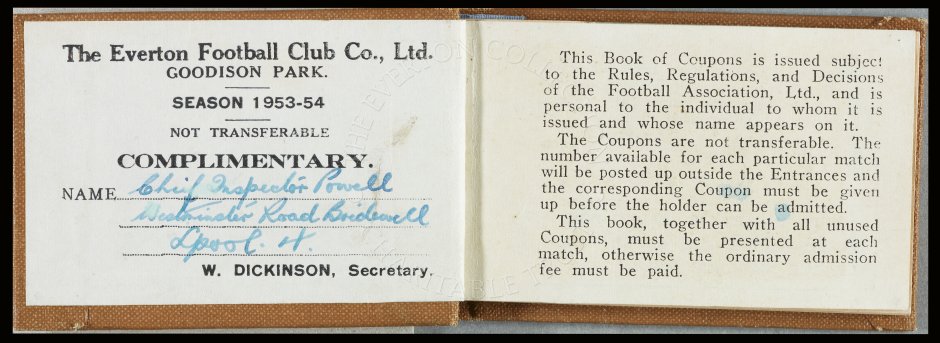 The Everton Football Club Co., Ltd.
GOODISON PARK.
SEASON 1953-54
NOT TRANSFERABLE
COMPLIMENTARY.
NAME Chief Inspector Powell
Westminster Road Bridewell
Lpool. 4.
W. DICKINSON, Secretary.
This Book of Coupons is issued subject
to the Rules, Regulations, and Decisions
of the Football Association, Ltd., and is
personal to the individual to whom it is
issued and whose name appears on it.
The Coupons are not transferable. The
number available for each particular match
will be posted up outside the Entrances and
the corresponding Coupon must be given
up before the holder can be admitted.
This book, together with all unused
Coupons, must be presented at each
match, otherwise the ordinary admission
fee must be paid.